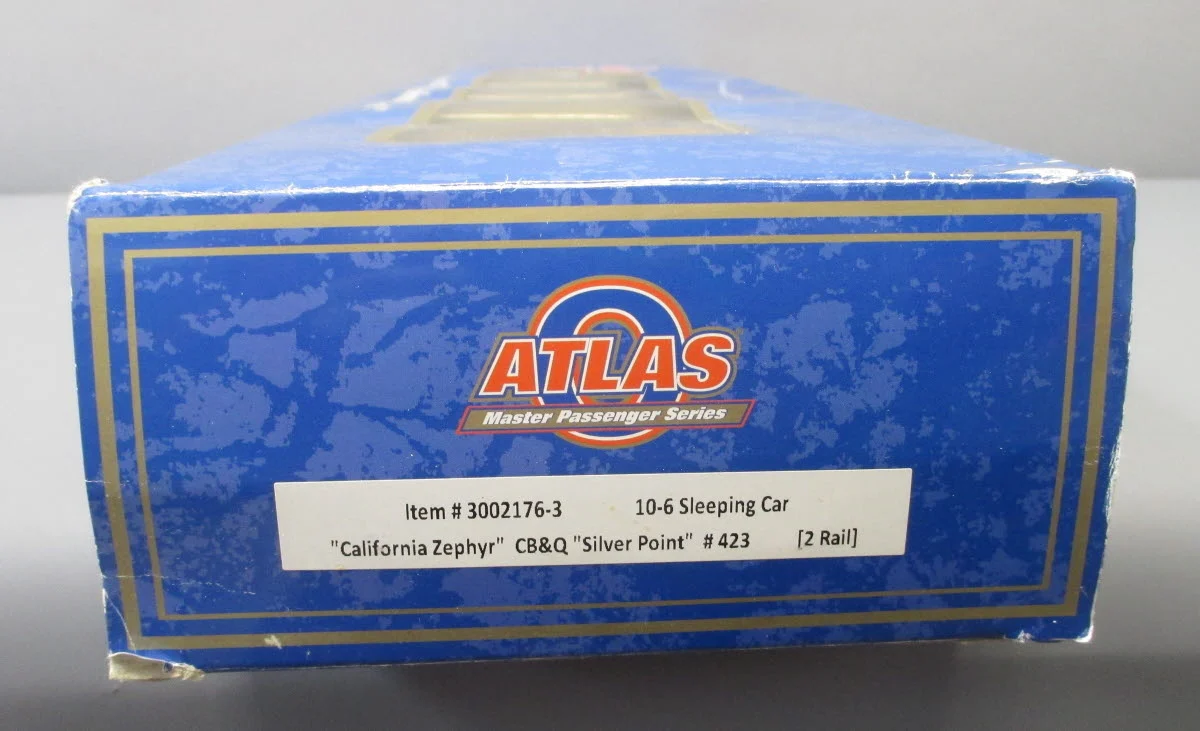 ATLAS
O
Master Passenger Series
Item # 3002176-3 10-6 Sleeping Car
"California Zephyr" CB&Q "Silver Point" # 423 [2 Rail]